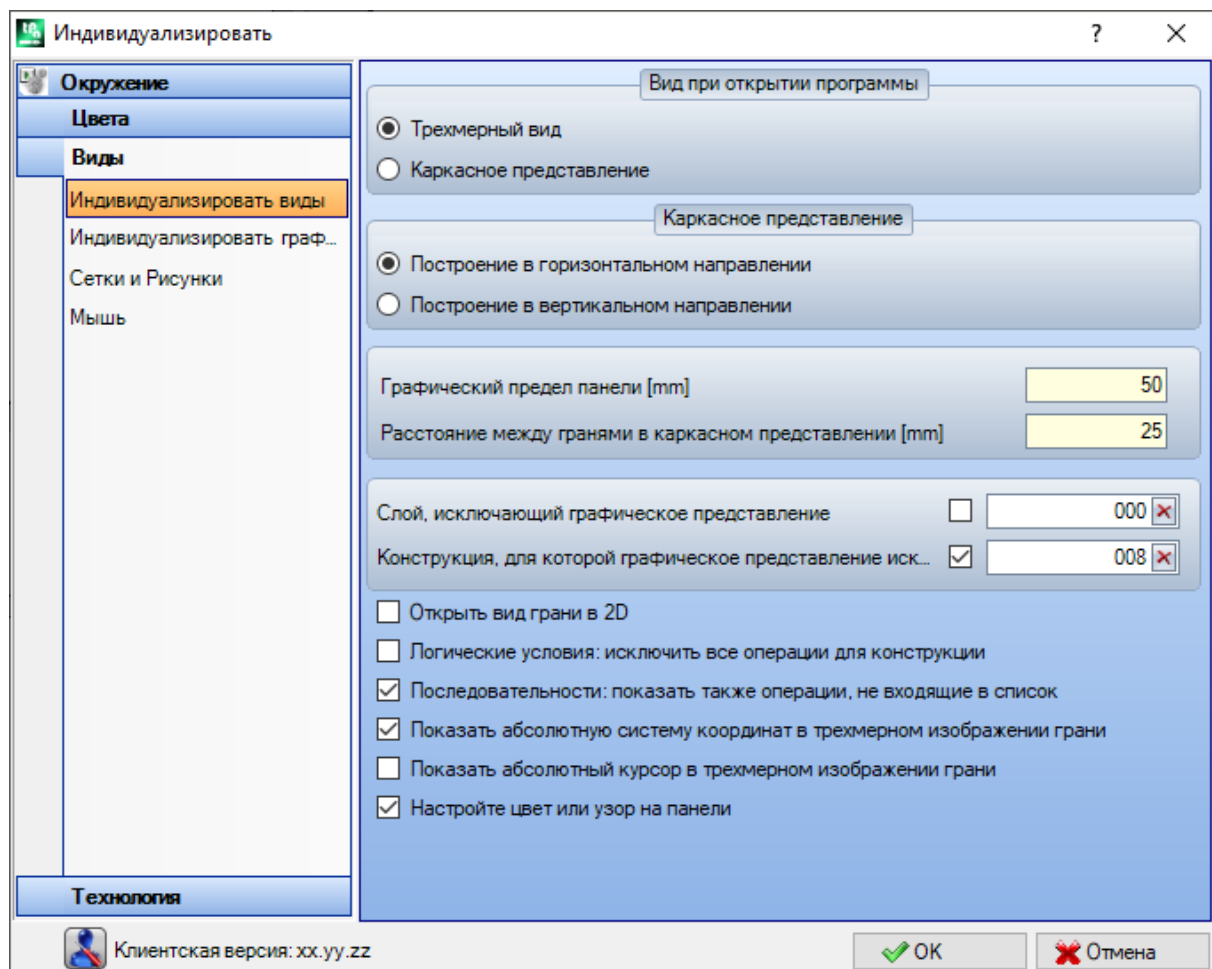 Индивидуализировать
?
Окружение
Цвета
Виды
Индивидуализировать виды
Индивидуализировать граф...
Сетки и Рисунки
Мышь
Технология
Вид при открытии программы
Трехмерный вид
Каркасное представление
Каркасное представление
Построение в горизонтальном направлении
Построение в вертикальном направлении
Графический предел панели [mm] 50
Расстояние между гранями в каркасном представлении [mm] 25
Слой, исключающий графическое представление 000
Конструкция, для которой графическое представление иск... 008
Открыть вид грани в 2D
Логические условия: исключить все операции для конструкции
Последовательности: показать также операции, не входящие в список
Показать абсолютную систему координат в трехмерном изображении грани
Показать абсолютный курсор в трехмерном изображении грани
Настройте цвет или узор на панели
Клиентская версия: xx.yy.zz
OK
Отмена